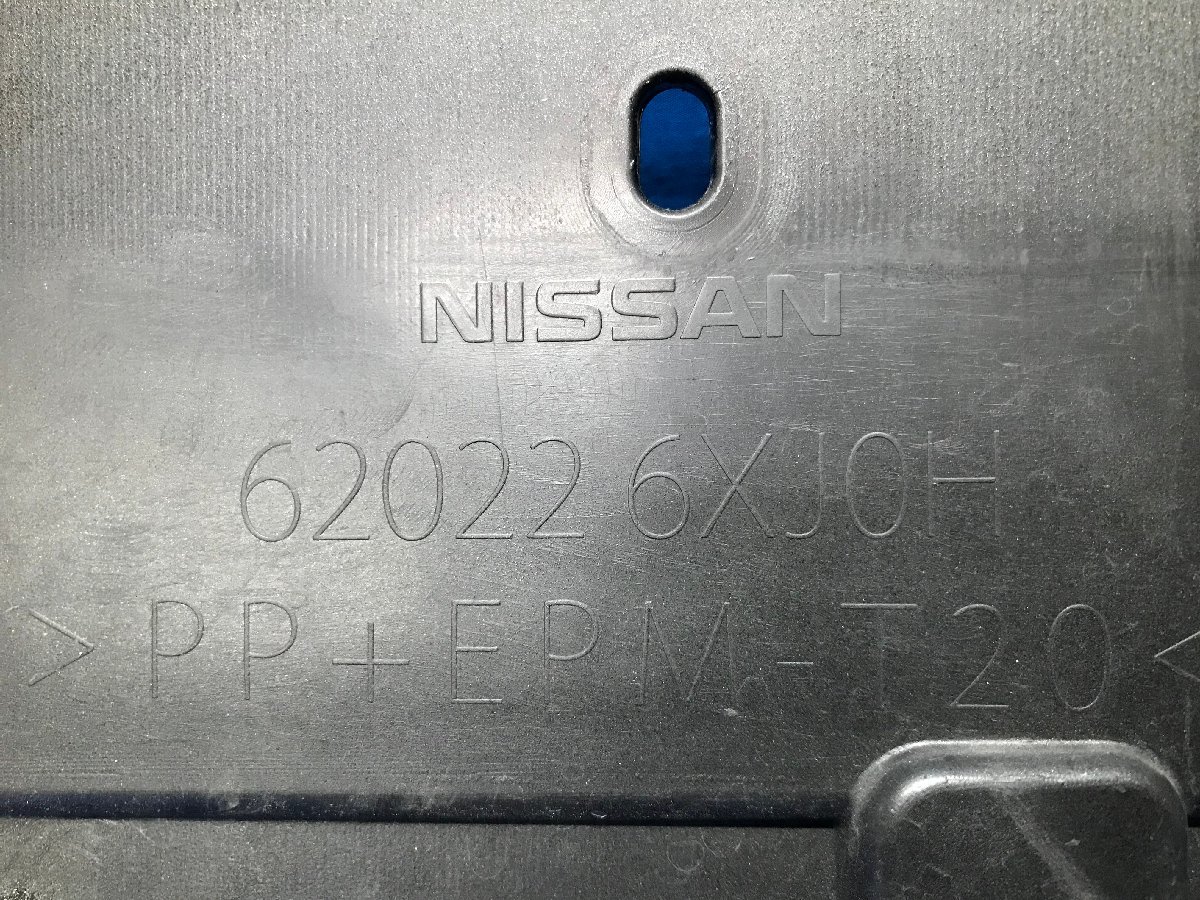 NISSAN
62022 6XJ0H
>PP+EPM-T20<